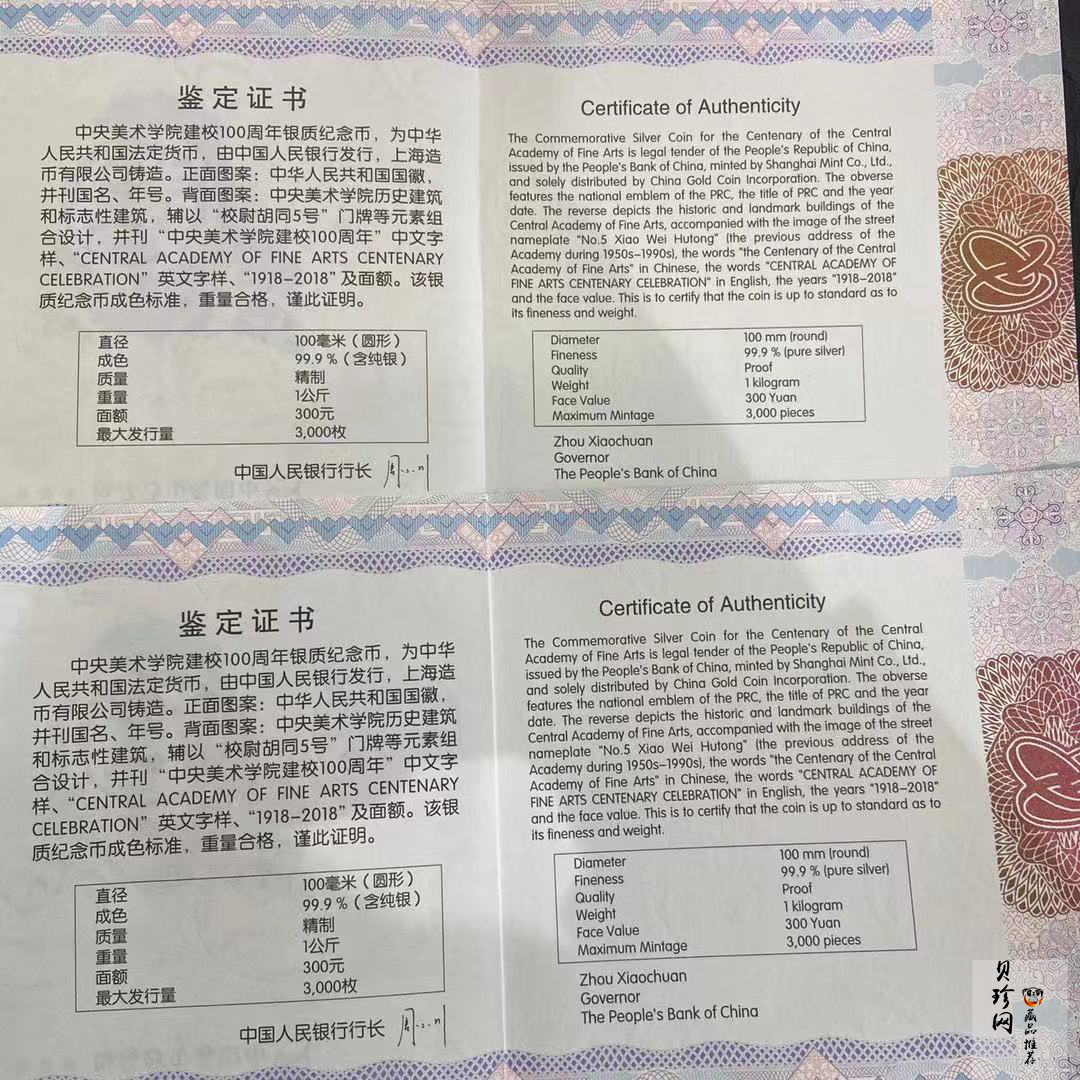 鉴定证书
中央美术学院建校100周年银质纪念币，为中华
人民共和国法定货币，由中国人民银行发行，上海造
币有限公司铸造。正面图案：中华人民共和国国徽，
并刊国名、年号。背面图案：中央美术学院历史建筑
和标志性建筑，辅以“校尉胡同5号”门牌等元素组
合设计，并刊“中央美术学院建校100周年”中文字
样、“CENTRAL ACADEMY OF FINE ARTS CENTENARY
CELEBRATION”英文字样、“1918–2018”及面额。该银
质纪念币成色标准，重量合格，谨此证明。
直径 100毫米（圆形）
成色 99.9％（含纯银）
质量 精制
重量 1公斤
面额 300元
最大发行量 3,000枚
中国人民银行行长
Certificate of Authenticity
The Commemorative Silver Coin for the Centenary of the Central
Academy of Fine Arts is legal tender of the People's Republic of China,
issued by the People's Bank of China, minted by Shanghai Mint Co., Ltd.,
and solely distributed by China Gold Coin Incorporation. The obverse
features the national emblem of the PRC, the title of PRC and the year
date. The reverse depicts the historic and landmark buildings of the
Central Academy of Fine Arts, accompanied with the image of the street
nameplate "No.5 Xiao Wei Hutong" (the previous address of the
Academy during 1950s–1990s), the words "the Centenary of the Central
Academy of Fine Arts" in Chinese, the words "CENTRAL ACADEMY OF
FINE ARTS CENTENARY CELEBRATION" in English, the years "1918–2018"
and the face value. This is to certify that the coin is up to standard as to
its fineness and weight.
Diameter 100 mm (round)
Fineness 99.9 % (pure silver)
Quality Proof
Weight 1 kilogram
Face Value 300 Yuan
Maximum Mintage 3,000 pieces
Zhou Xiaochuan
Governor
The People's Bank of China
鉴定证书
中央美术学院建校100周年银质纪念币，为中华
人民共和国法定货币，由中国人民银行发行，上海造
币有限公司铸造。正面图案：中华人民共和国国徽，
并刊国名、年号。背面图案：中央美术学院历史建筑
和标志性建筑，辅以“校尉胡同5号”门牌等元素组
合设计，并刊“中央美术学院建校100周年”中文字
样、“CENTRAL ACADEMY OF FINE ARTS CENTENARY
CELEBRATION”英文字样、“1918–2018”及面额。该银
质纪念币成色标准，重量合格，谨此证明。
直径 100毫米（圆形）
成色 99.9％（含纯银）
质量 精制
重量 1公斤
面额 300元
最大发行量 3,000枚
中国人民银行行长
Certificate of Authenticity
The Commemorative Silver Coin for the Centenary of the Central
Academy of Fine Arts is legal tender of the People's Republic of China,
issued by the People's Bank of China, minted by Shanghai Mint Co., Ltd.,
and solely distributed by China Gold Coin Incorporation. The obverse
features the national emblem of the PRC, the title of PRC and the year
date. The reverse depicts the historic and landmark buildings of the
Central Academy of Fine Arts, accompanied with the image of the street
nameplate "No.5 Xiao Wei Hutong" (the previous address of the
Academy during 1950s–1990s), the words "the Centenary of the Central
Academy of Fine Arts" in Chinese, the words "CENTRAL ACADEMY OF
FINE ARTS CENTENARY CELEBRATION" in English, the years "1918–2018"
and the face value. This is to certify that the coin is up to standard as to
its fineness and weight.
Diameter 100 mm (round)
Fineness 99.9 % (pure silver)
Quality Proof
Weight 1 kilogram
Face Value 300 Yuan
Maximum Mintage 3,000 pieces
Zhou Xiaochuan
Governor
The People's Bank of China
贝珍网
藏品推荐